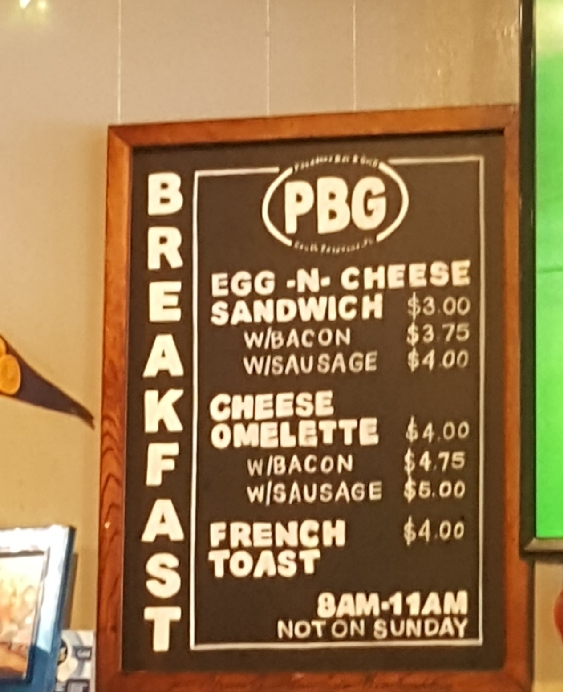 BREAKFAST
PBG
EGG -N- CHEESE
SANDWICH $3.00
W/BACON $3.75
W/SAUSAGE $4.00
CHEESE
OMELETTE $4.00
W/BACON $4.75
W/SAUSAGE $5.00
FRENCH $4.00
TOAST
8AM-11AM
NOT ON SUNDAY